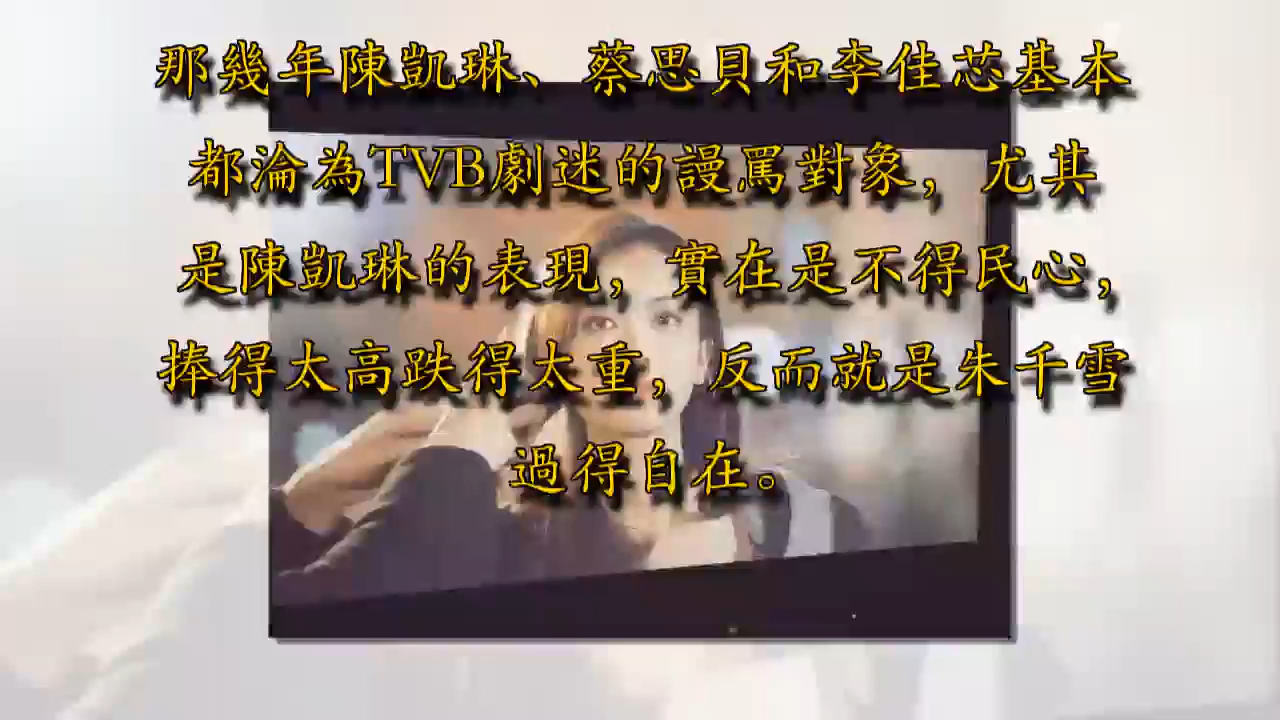 那幾年陳凱琳、蔡思貝和李佳芯基本
都淪為TVB劇迷的謾罵對象，尤其
是陳凱琳的表現，實在是不得民心，
捧得太高跌得太重，反而就是朱千雪
過得自在。